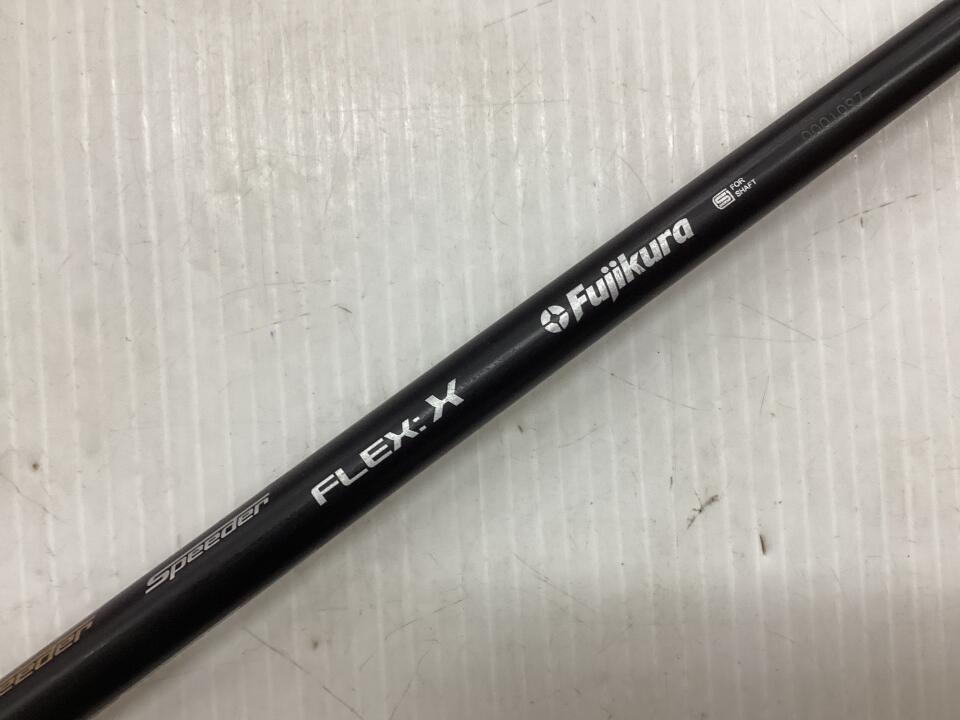 Speeder
FLEX: X
Fujikura
S FOR
SHAFT